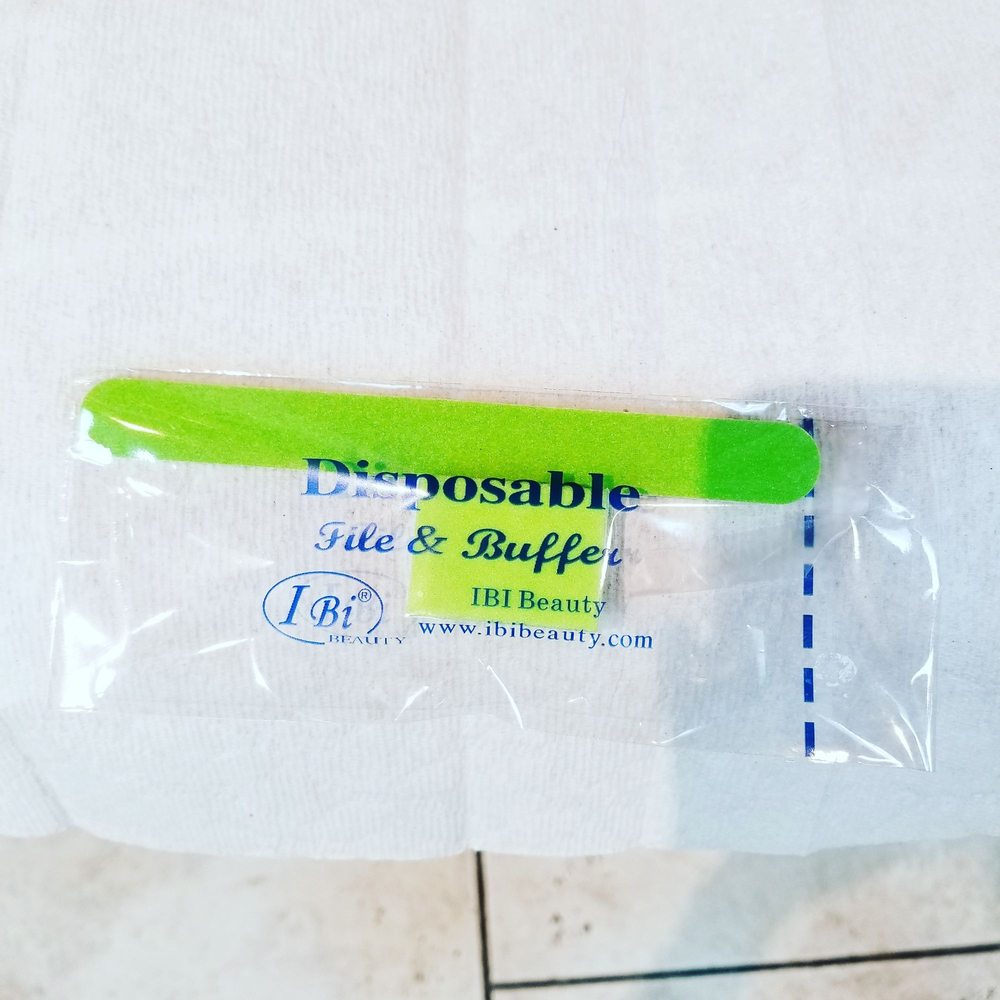 Disposable
File & Buffer
IBI Beauty
IBi®
BEAUTY
www.ibibeauty.com